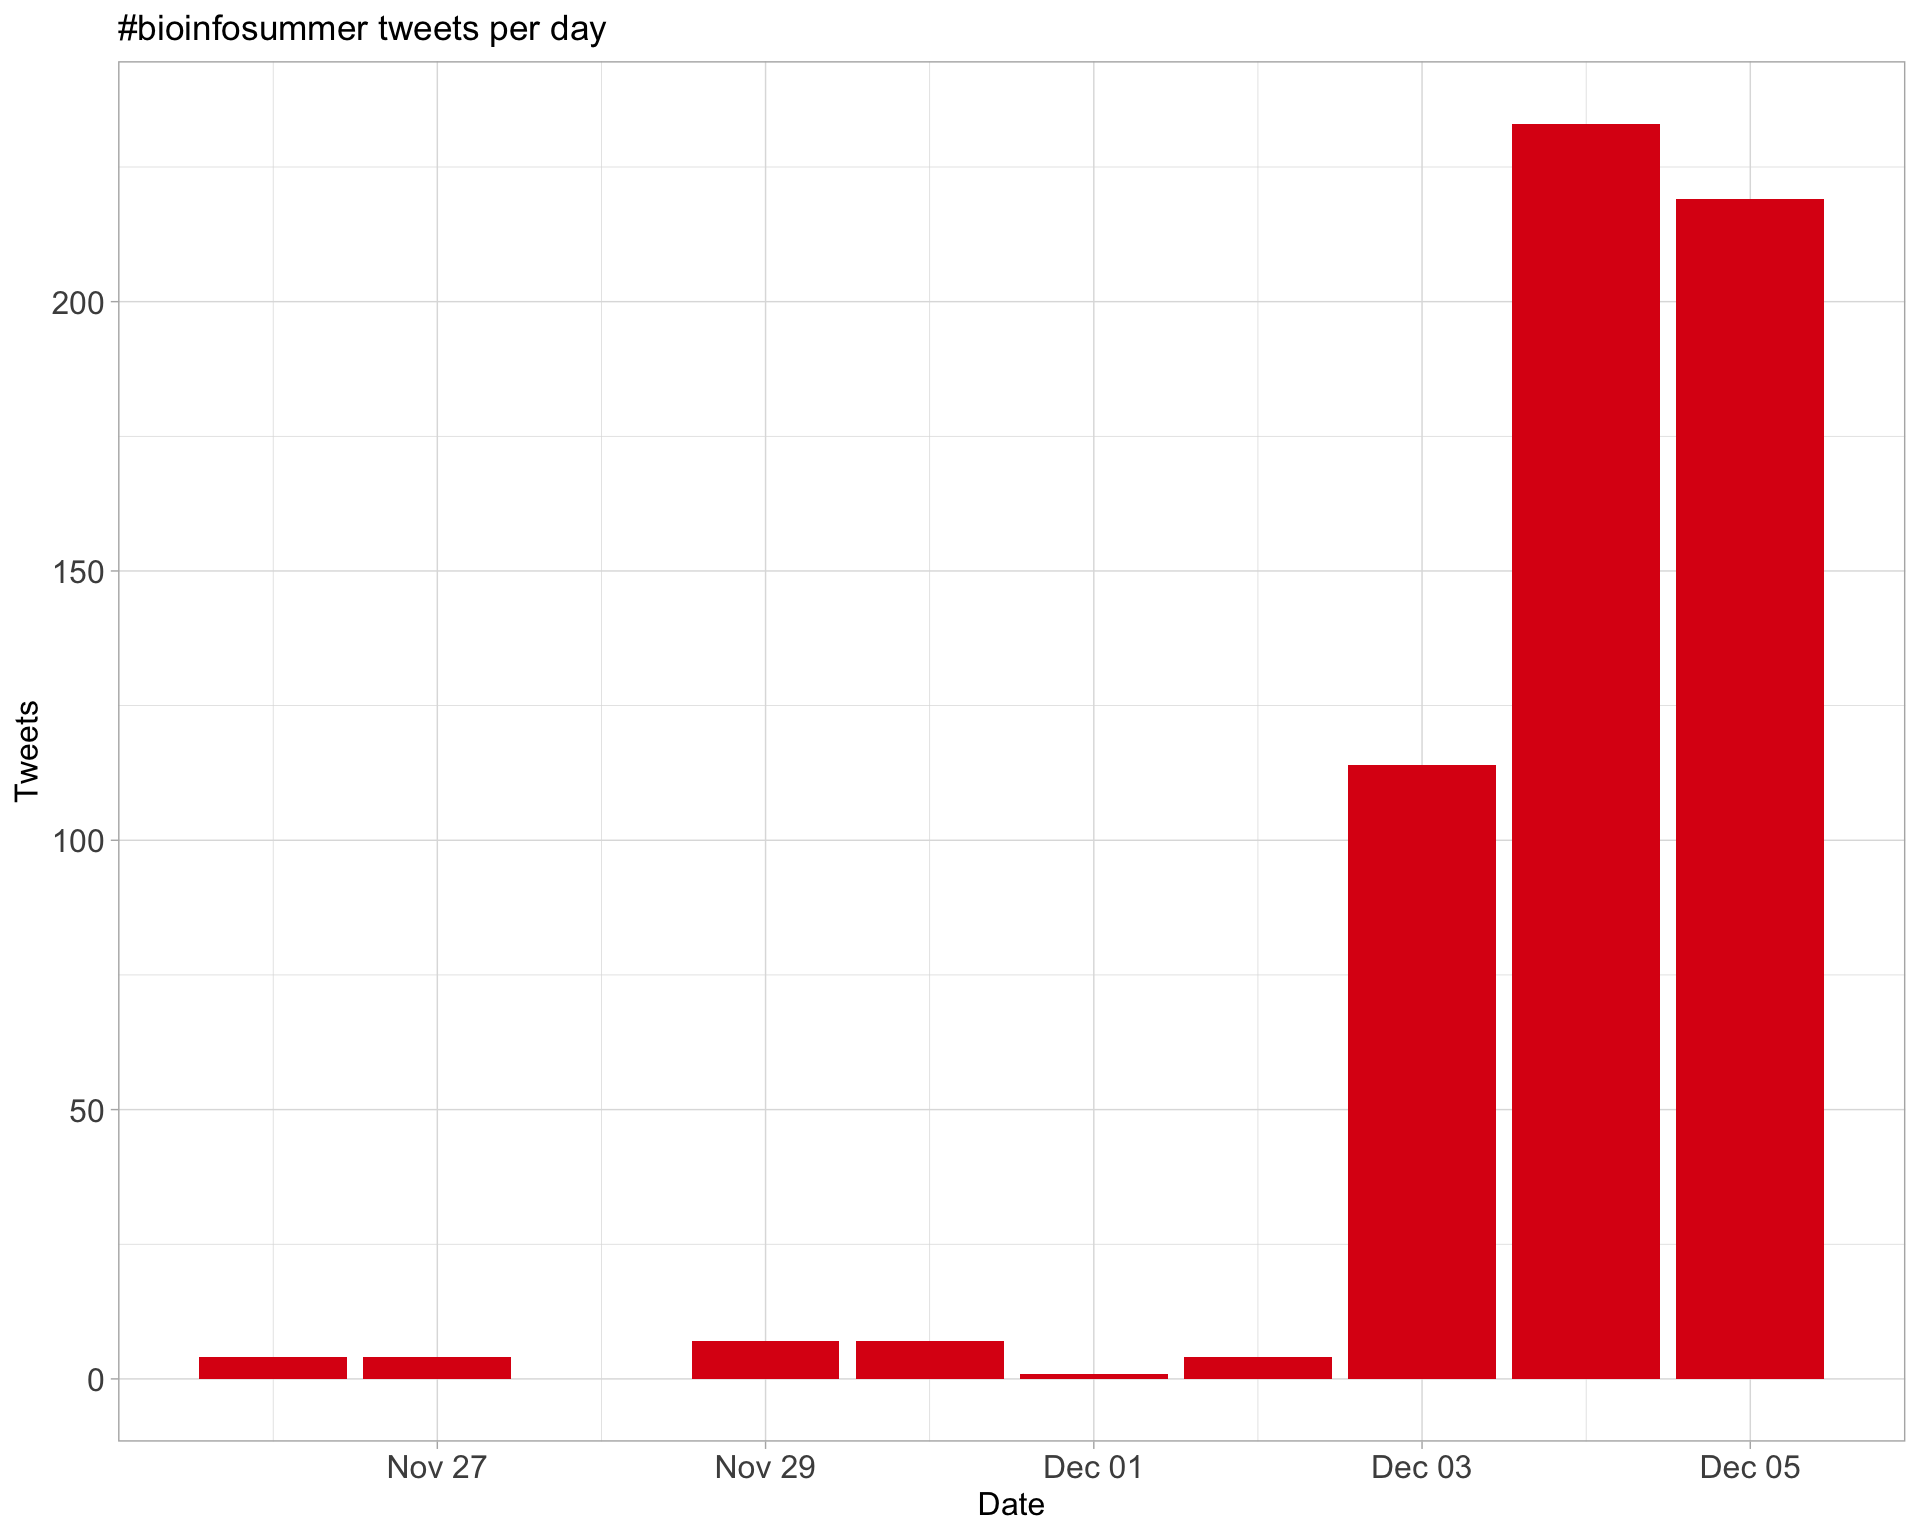 #bioinfosummer tweets per day
Tweets
200
150
100
50
0
Nov 27
Nov 29
Dec 01
Dec 03
Dec 05
Date